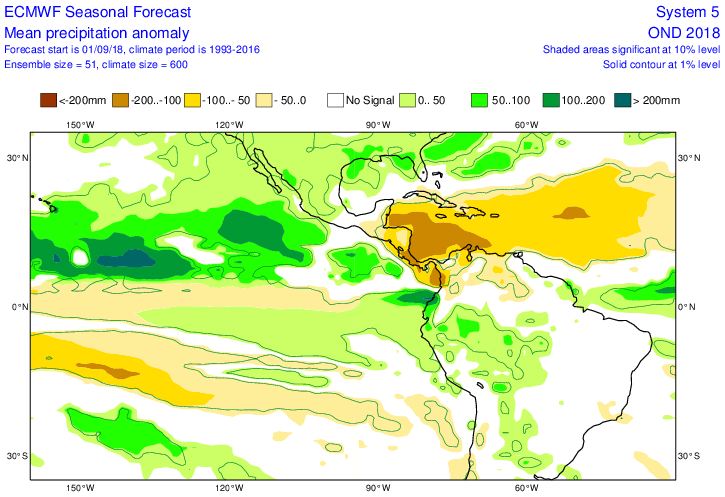 ECMWF Seasonal Forecast
System 5
Mean precipitation anomaly
OND 2018
Forecast start is 01/09/18, climate period is 1993-2016
Shaded areas significant at 10% level
Ensemble size = 51, climate size = 600
Solid contour at 1% level
<-200mm -200..-100 -100..- 50 - 50..0 No Signal 0.. 50 50..100 100..200 > 200mm
150°W 120°W 90°W 60°W
30°N 30°N
0°N 0°N
30°S 30°S
150°W 120°W 90°W 60°W